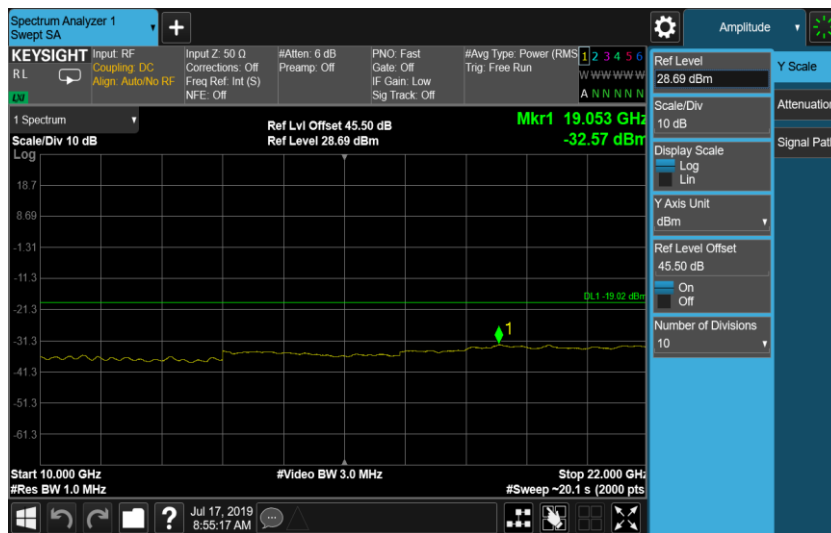 Spectrum Analyzer 1
Swept SA
+
Amplitude
KEYSIGHT
RL
LXI
Input: RF
Coupling: DC
Align: Auto/No RF
Input Z: 50 Ω
Corrections: Off
Freq Ref: Int (S)
NFE: Off
#Atten: 6 dB
Preamp: Off
PNO: Fast
Gate: Off
IF Gain: Low
Sig Track: Off
#Avg Type: Power (RMS
Trig: Free Run
1 2 3 4 5 6
W W W W W W
A N N N N N
1 Spectrum
Scale/Div 10 dB
Log
Ref Lvl Offset 45.50 dB
Ref Level 28.69 dBm
Mkr1 19.053 GHz
-32.57 dBm
18.7
8.69
-1.31
-11.3
-21.3
-31.3
-41.3
-51.3
-61.3
DL1 -19.02 dBm
1
Start 10.000 GHz
#Res BW 1.0 MHz
#Video BW 3.0 MHz
Stop 22.000 GHz
#Sweep ~20.1 s (2000 pts
?
Jul 17, 2019
8:55:17 AM
Ref Level
28.69 dBm
Scale/Div
10 dB
Display Scale
Log
Lin
Y Axis Unit
dBm
Ref Level Offset
45.50 dB
On
Off
Number of Divisions
10
Y Scale
Attenuation
Signal Path